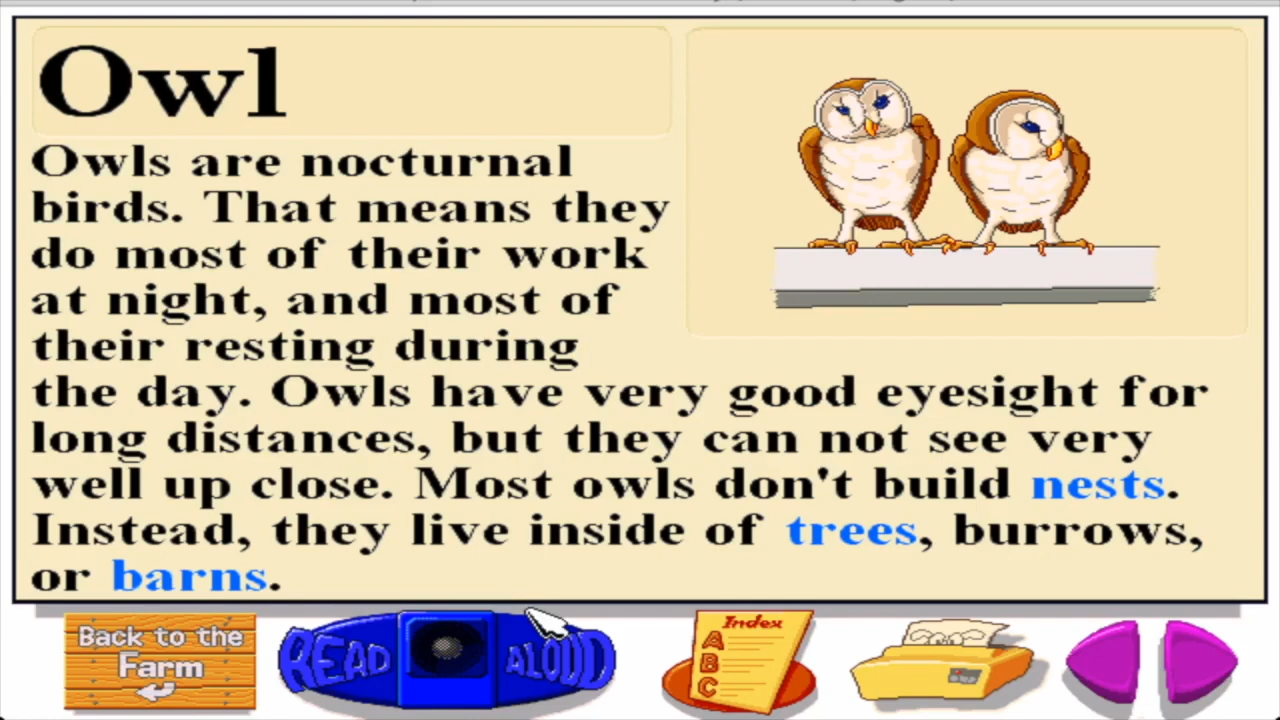 Owl
Owls are nocturnal
birds. That means they
do most of their work
at night, and most of
their resting during
the day. Owls have very good eyesight for
long distances, but they can not see very
well up close. Most owls don't build nests.
Instead, they live inside of trees, burrows,
or barns.
Back to the
Farm
READ ALOUD
Index
A
B
C